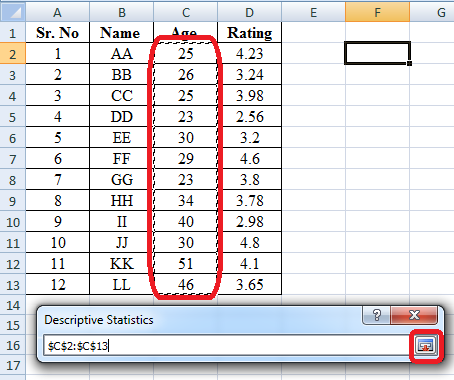 A B C D E F G
1 Sr. No Name Age Rating
2 1 AA 25 4.23
3 2 BB 26 3.24
4 3 CC 25 3.98
5 4 DD 23 2.56
6 5 EE 30 3.2
7 6 FF 29 4.6
8 7 GG 23 3.8
9 8 HH 34 3.78
10 9 II 40 2.98
11 10 JJ 30 4.8
12 11 KK 51 4.1
13 12 LL 46 3.65
14
15 Descriptive Statistics ?
16 $C$2:$C$13
17